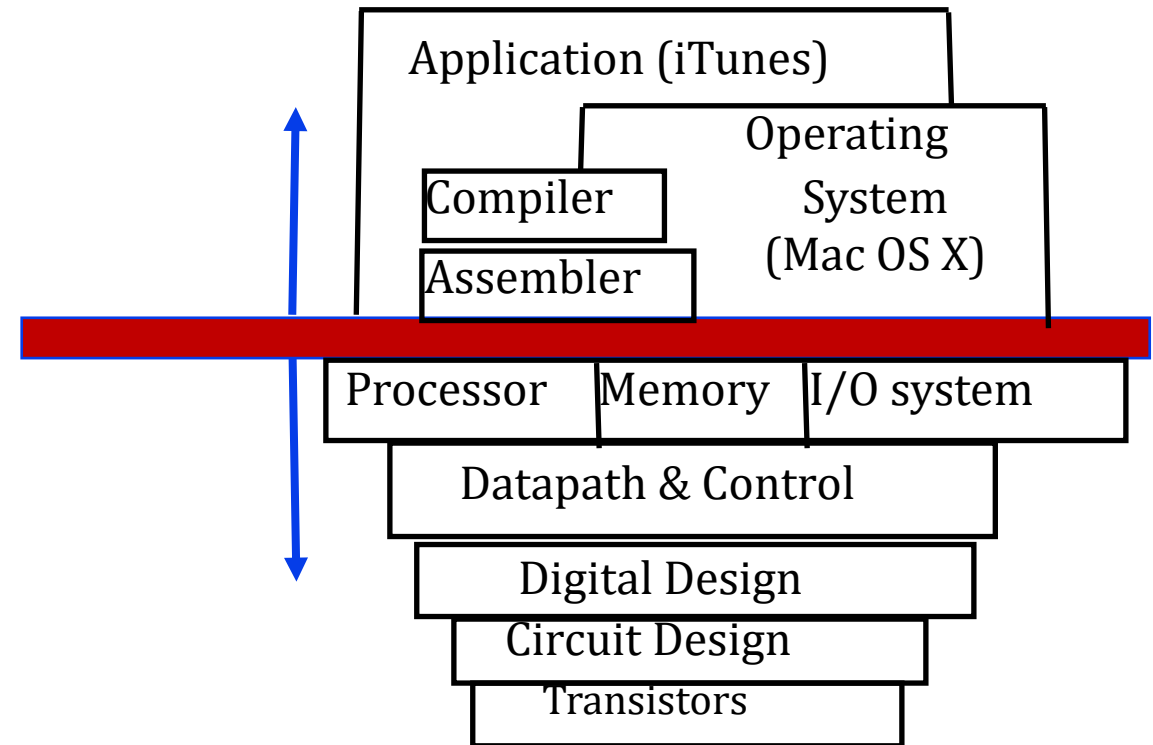 Application (iTunes)
Operating
System
(Mac OS X)
Compiler
Assembler
Processor
Memory
I/O system
Datapath & Control
Digital Design
Circuit Design
Transistors